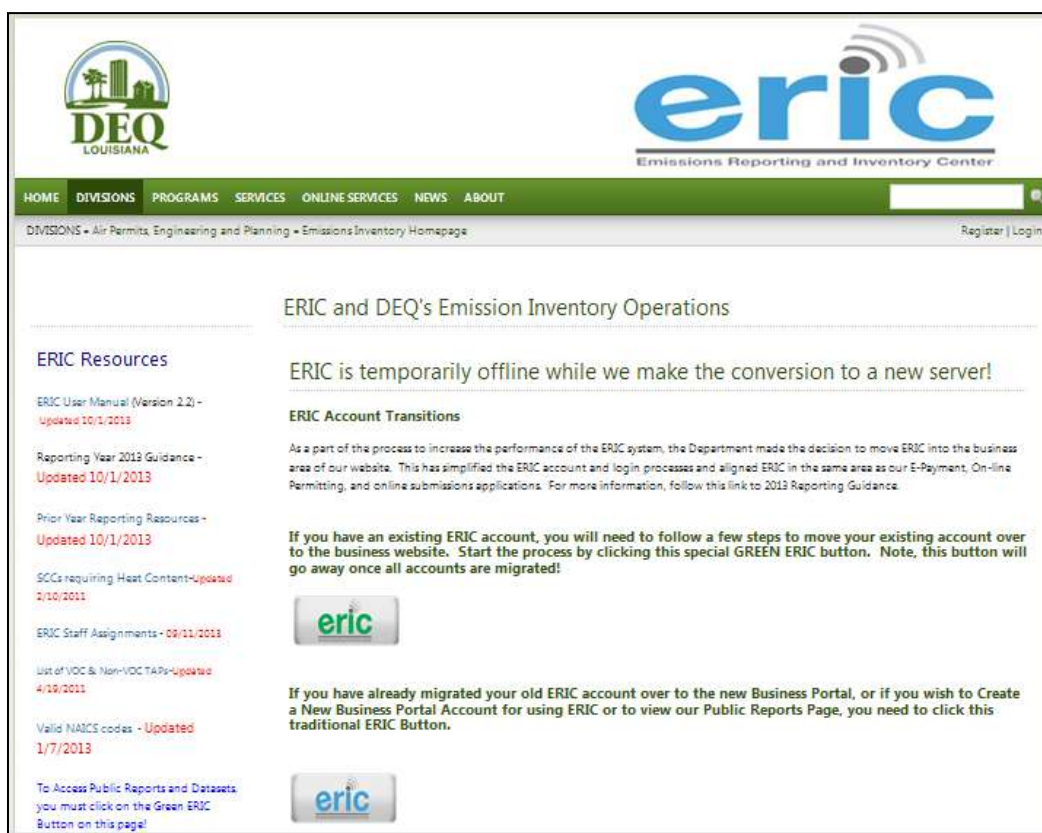 DEQ
LOUISIANA
eric
Emissions Reporting and Inventory Center
HOME DIVISIONS PROGRAMS SERVICES ONLINE SERVICES NEWS ABOUT
DIVISIONS • Air Permits, Engineering and Planning • Emissions Inventory Homepage
Register | Login
ERIC and DEQ's Emission Inventory Operations
ERIC Resources
ERIC User Manual (Version 2.2) -
Updated 10/1/2013
Reporting Year 2013 Guidance -
Updated 10/1/2013
Prior Year Reporting Resources -
Updated 10/1/2013
SCCs requiring Heat Content-Updated
2/10/2011
ERIC Staff Assignments - 09/11/2013
List of VOC & Non-VOC TAPs-Updated
4/19/2011
Valid NAICS codes - Updated
1/7/2013
To Access Public Reports and Datasets,
you must click on the Green ERIC
Button on this page!
ERIC is temporarily offline while we make the conversion to a new server!
ERIC Account Transitions
As a part of the process to increase the performance of the ERIC system, the Department made the decision to move ERIC into the business
area of our website. This has simplified the ERIC account and login processes and aligned ERIC in the same area as our E-Payment, On-line
Permitting, and online submissions applications. For more information, follow this link to 2013 Reporting Guidance.
If you have an existing ERIC account, you will need to follow a few steps to move your existing account over
to the business website. Start the process by clicking this special GREEN ERIC button. Note, this button will
go away once all accounts are migrated!
eric
If you have already migrated your old ERIC account over to the new Business Portal, or if you wish to Create
a New Business Portal Account for using ERIC or to view our Public Reports Page, you need to click this
traditional ERIC Button.
eric